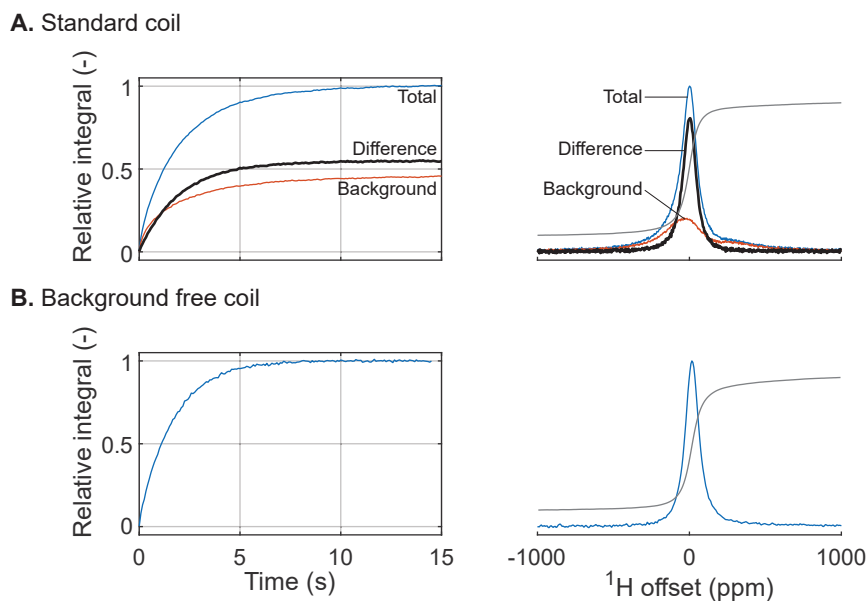 A. Standard coil
Relative integral (-)
1
0.5
0
Total
Difference
Background
Total
Difference
Background
B. Background free coil
Relative integral (-)
1
0.5
0
0
5
10
15
Time (s)
-1000
0
1000
¹H offset (ppm)